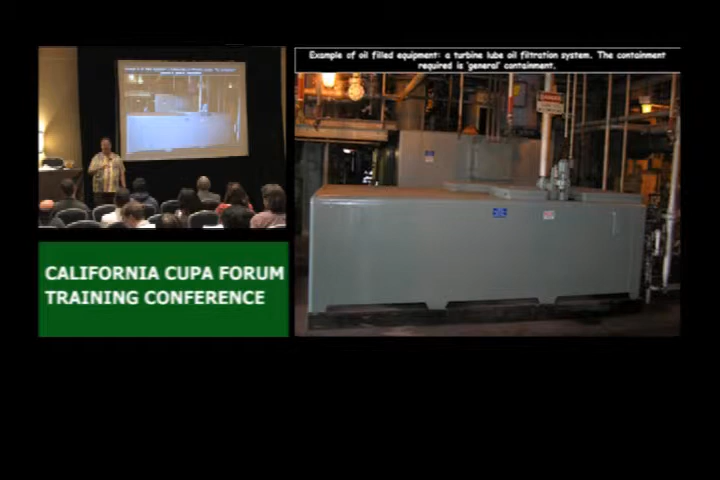 Example of oil filled equipment: a turbine lube oil filtration system. The containment
required is 'general' containment.
CALIFORNIA CUPA FORUM
TRAINING CONFERENCE